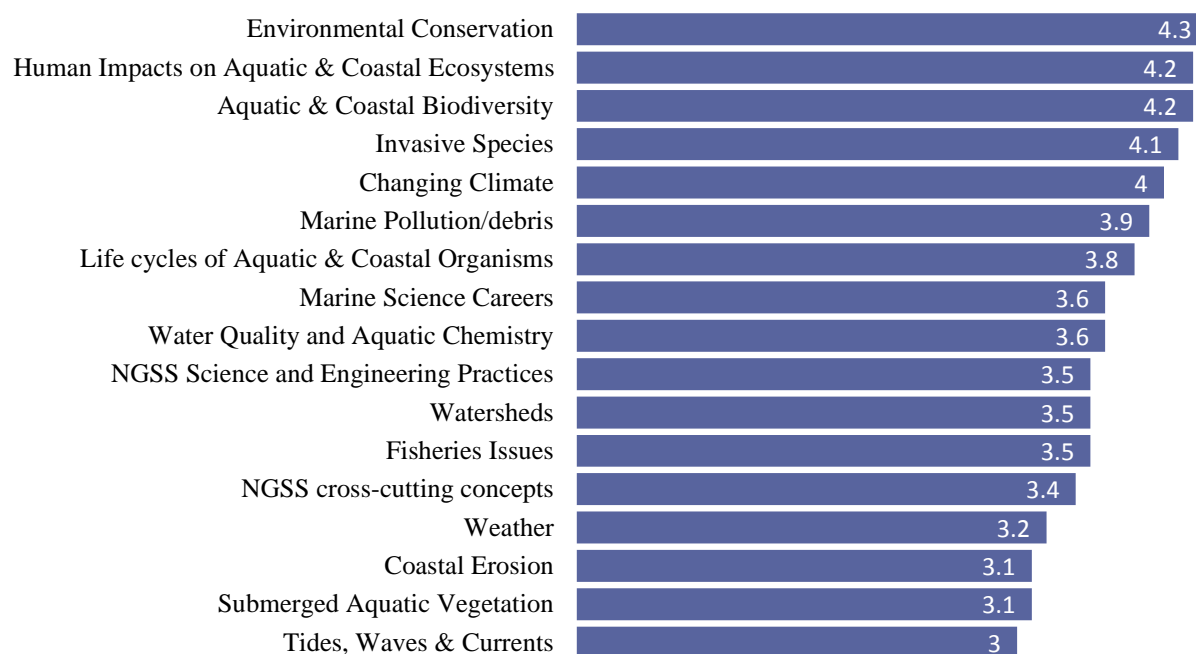 Environmental Conservation 4.3
Human Impacts on Aquatic & Coastal Ecosystems 4.2
Aquatic & Coastal Biodiversity 4.2
Invasive Species 4.1
Changing Climate 4
Marine Pollution/debris 3.9
Life cycles of Aquatic & Coastal Organisms 3.8
Marine Science Careers 3.6
Water Quality and Aquatic Chemistry 3.6
NGSS Science and Engineering Practices 3.5
Watersheds 3.5
Fisheries Issues 3.5
NGSS cross-cutting concepts 3.4
Weather 3.2
Coastal Erosion 3.1
Submerged Aquatic Vegetation 3.1
Tides, Waves & Currents 3